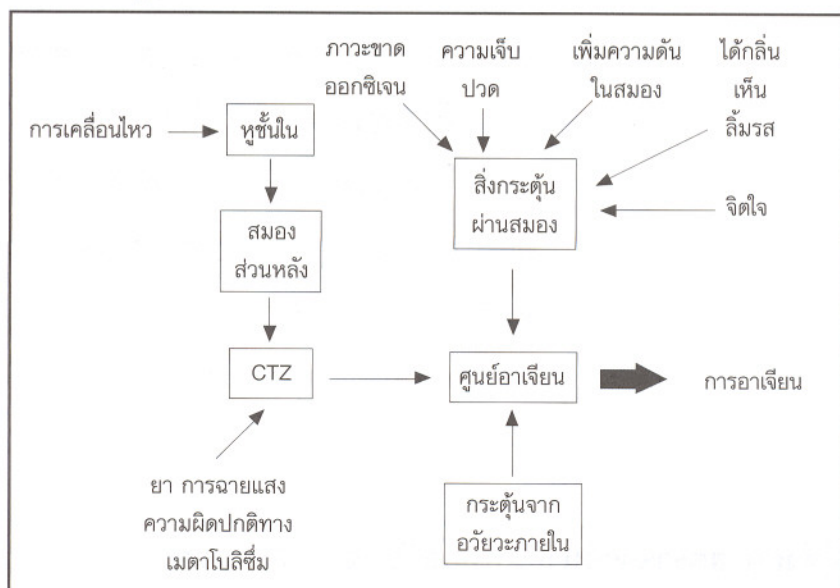 ภาวะขาด
ออกซิเจน
ความเจ็บ
ปวด
เพิ่มความดัน
ในสมอง
ได้กลิ่น
เห็น
ลิ้มรส
การเคลื่อนไหว
หูชั้นใน
สิ่งกระตุ้น
ผ่านสมอง
จิตใจ
สมอง
ส่วนหลัง
CTZ
ศูนย์อาเจียน
การอาเจียน
ยา การฉายแสง
ความผิดปกติทาง
เมตาโบลิซึ่ม
กระตุ้นจาก
อวัยวะภายใน